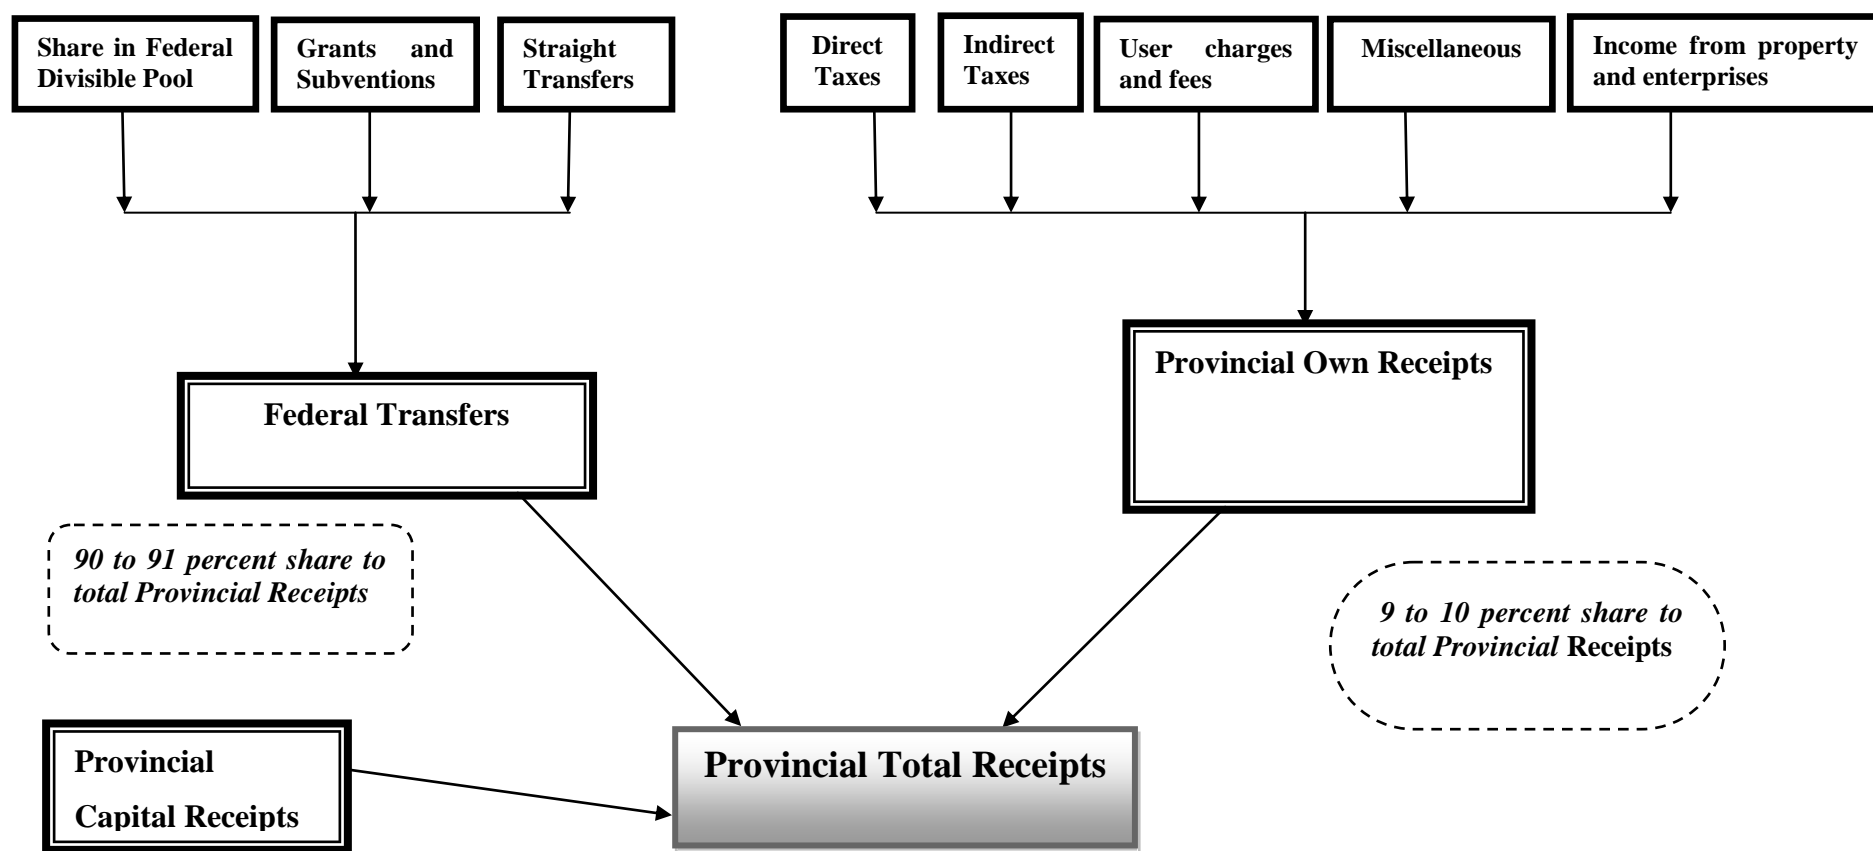 Share in Federal
Divisible Pool
Grants and
Subventions
Straight
Transfers
Direct
Taxes
Indirect
Taxes
User charges
and fees
Miscellaneous
Income from property
and enterprises
Federal Transfers
Provincial Own Receipts
90 to 91 percent share to
total Provincial Receipts
9 to 10 percent share to
total Provincial Receipts
Provincial
Capital Receipts
Provincial Total Receipts